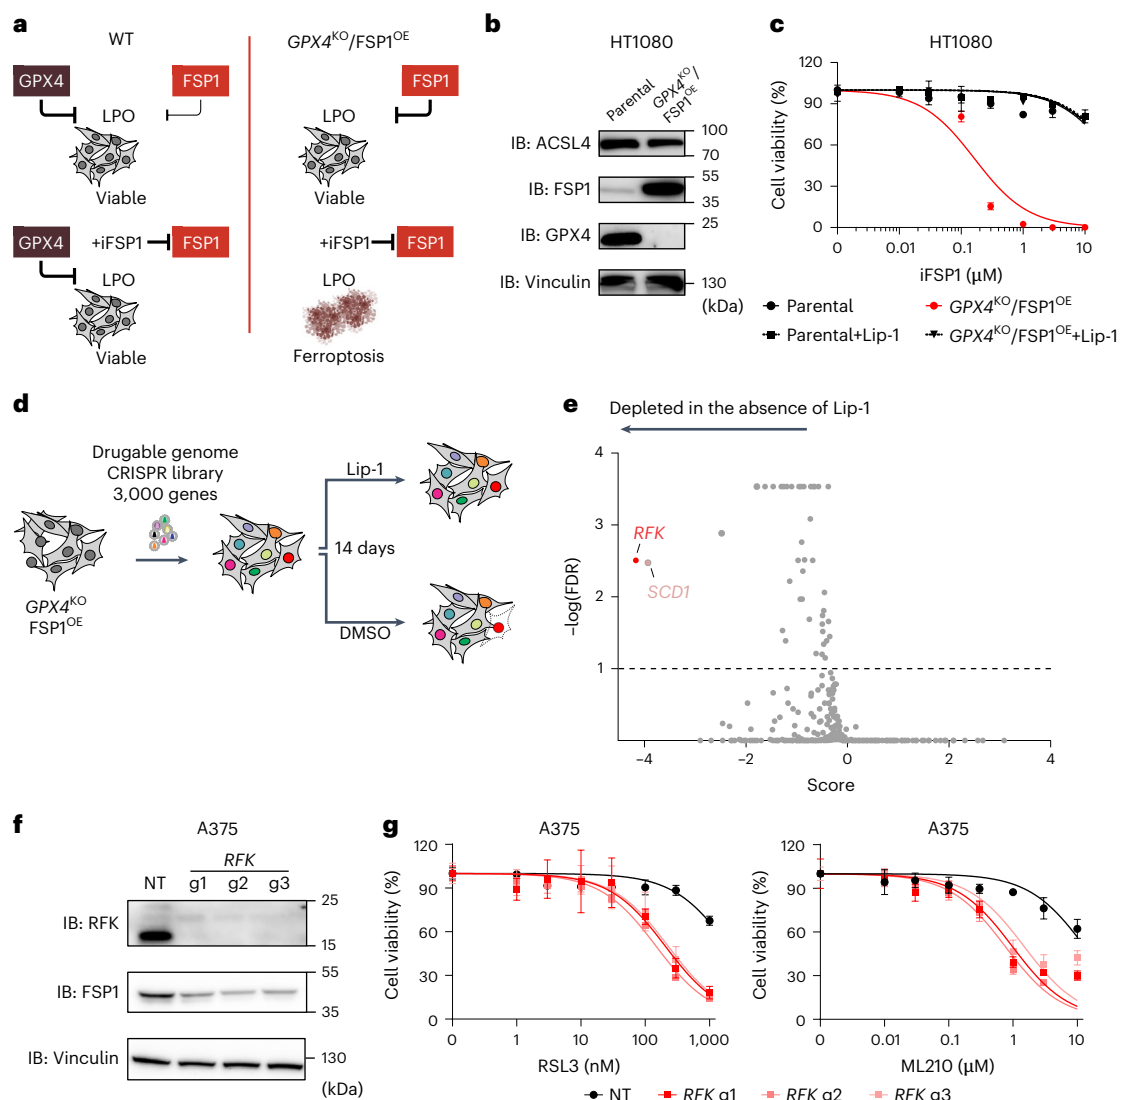 a
WT
GPX4
FSP1
LPO
Viable
GPX4
+iFSP1
FSP1
LPO
Viable
GPX4KO/FSP1OE
FSP1
LPO
Viable
+iFSP1
FSP1
LPO
Ferroptosis
b
HT1080
Parental
GPX4KO/
FSP1OE
IB: ACSL4
100
70
IB: FSP1
55
35
IB: GPX4
25
IB: Vinculin
130
(kDa)
c
HT1080
Cell viability (%)
120
90
60
30
0
0
0.01
0.1
1
10
iFSP1 (µM)
Parental
GPX4KO/FSP1OE
Parental+Lip-1
GPX4KO/FSP1OE+Lip-1
d
Drugable genome
CRISPR library
3,000 genes
GPX4KO
FSP1OE
Lip-1
14 days
DMSO
e
Depleted in the absence of Lip-1
–log(FDR)
4
3
2
1
RFK
SCD1
–4
–2
0
2
4
Score
f
A375
RFK
NT
g1
g2
g3
IB: RFK
25
15
IB: FSP1
55
35
IB: Vinculin
130
(kDa)
g
A375
Cell viability (%)
120
90
60
30
0
0
1
10
100
1,000
RSL3 (nM)
A375
Cell viability (%)
120
90
60
30
0
0
0.01
0.1
1
10
ML210 (µM)
NT
RFK g1
RFK g2
RFK g3